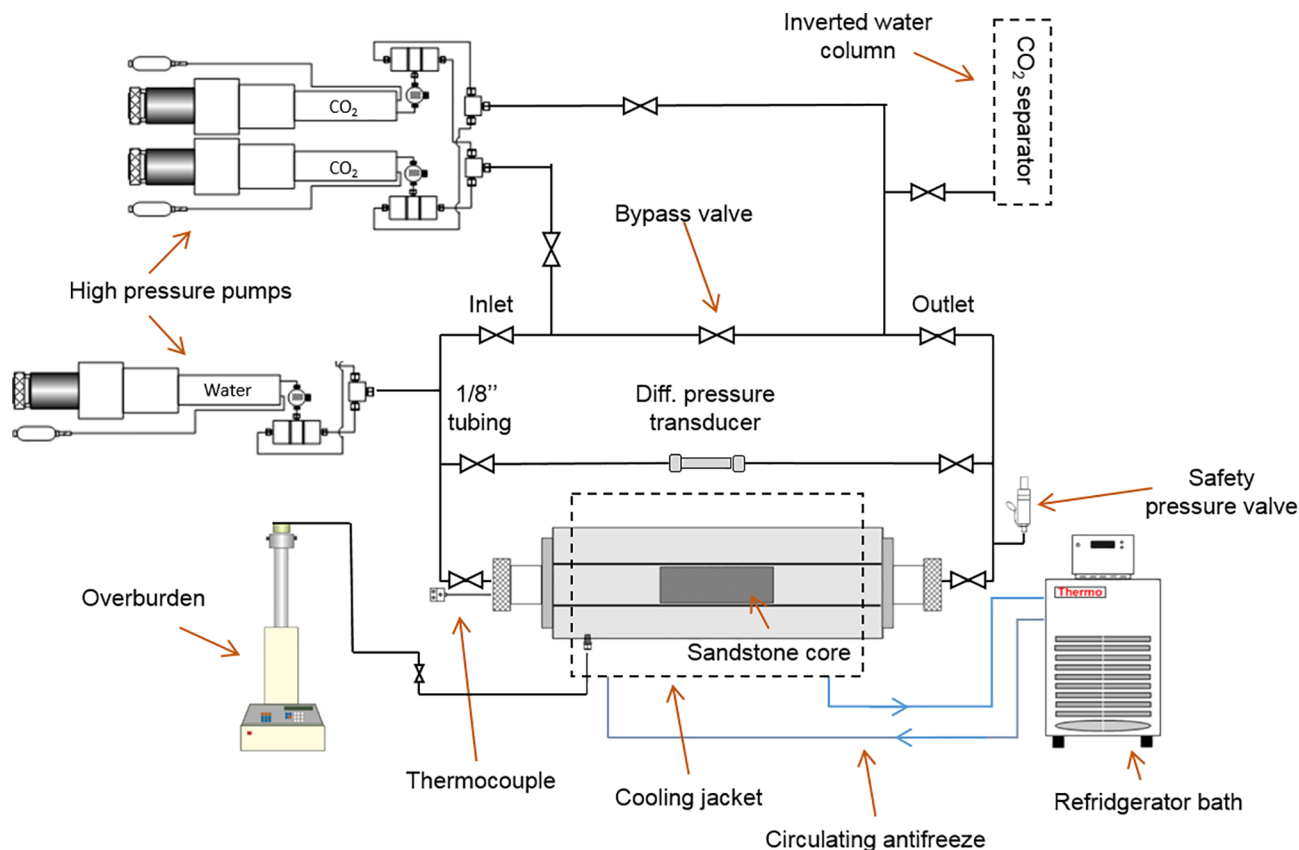 Inverted water
column
CO₂ separator
CO₂
CO₂
Bypass valve
High pressure pumps
Inlet
Outlet
Water
1/8’’
tubing
Diff. pressure
transducer
Safety
pressure valve
Overburden
Thermo
Sandstone core
Thermocouple
Cooling jacket
Circulating antifreeze
Refridgerator bath